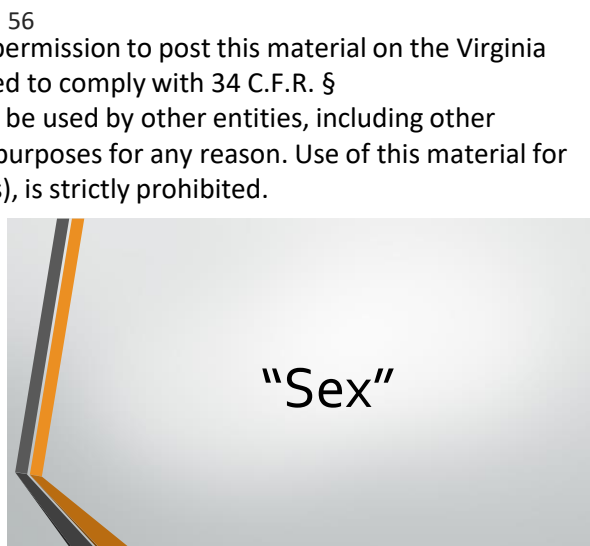 56
permission to post this material on the Virginia
ed to comply with 34 C.F.R. §
be used by other entities, including other
purposes for any reason. Use of this material for
s), is strictly prohibited.
“Sex”